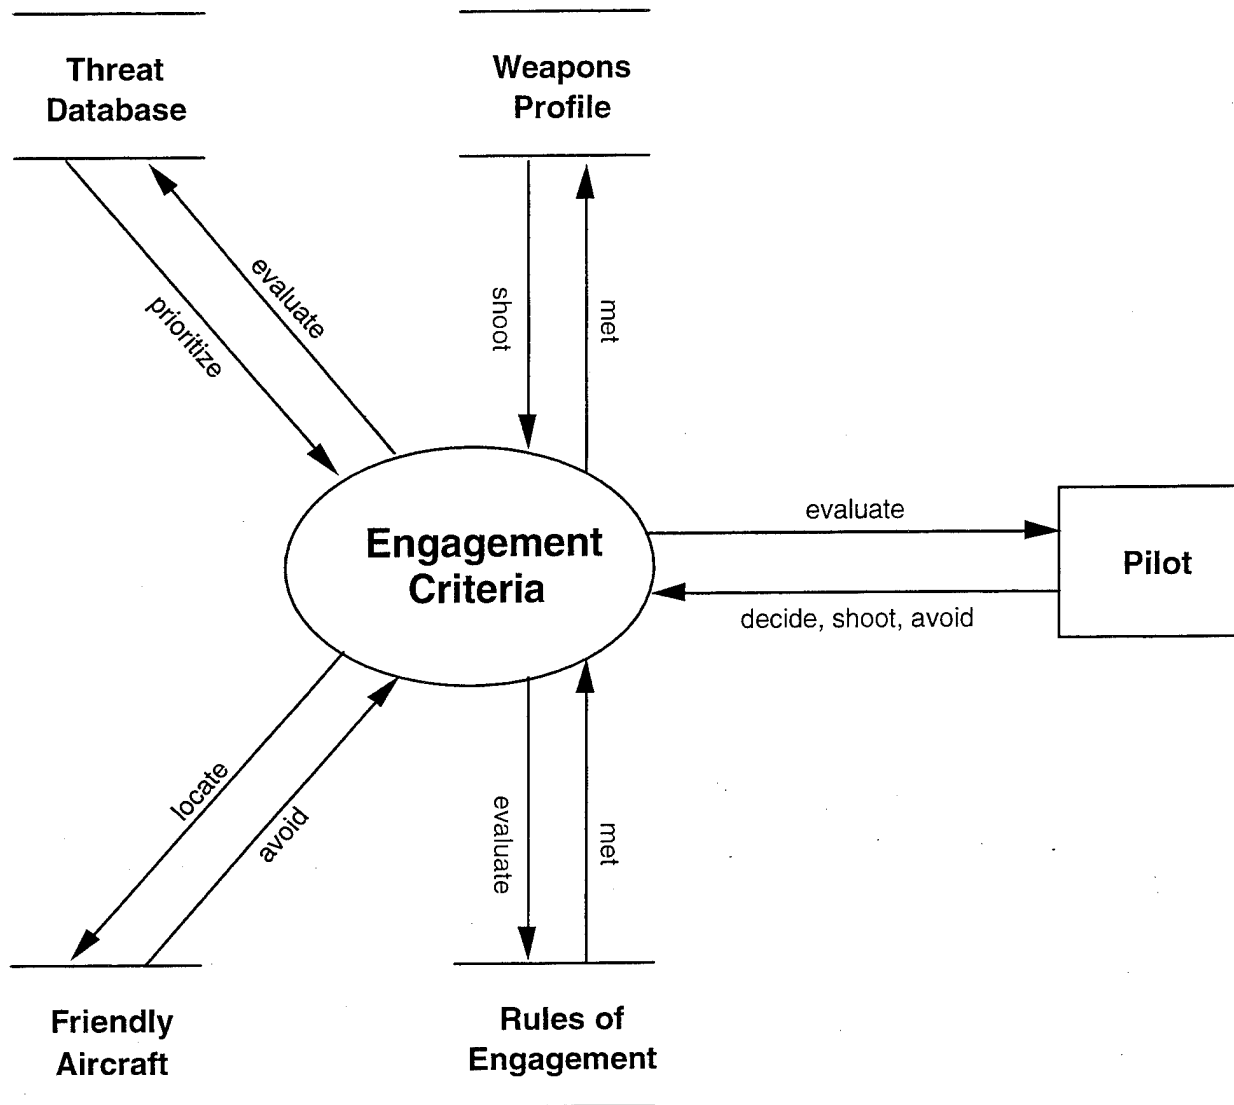 Threat
Database
Weapons
Profile
evaluate
prioritize
shoot
met
Engagement
Criteria
evaluate
decide, shoot, avoid
Pilot
locate
avoid
evaluate
met
Friendly
Aircraft
Rules of
Engagement